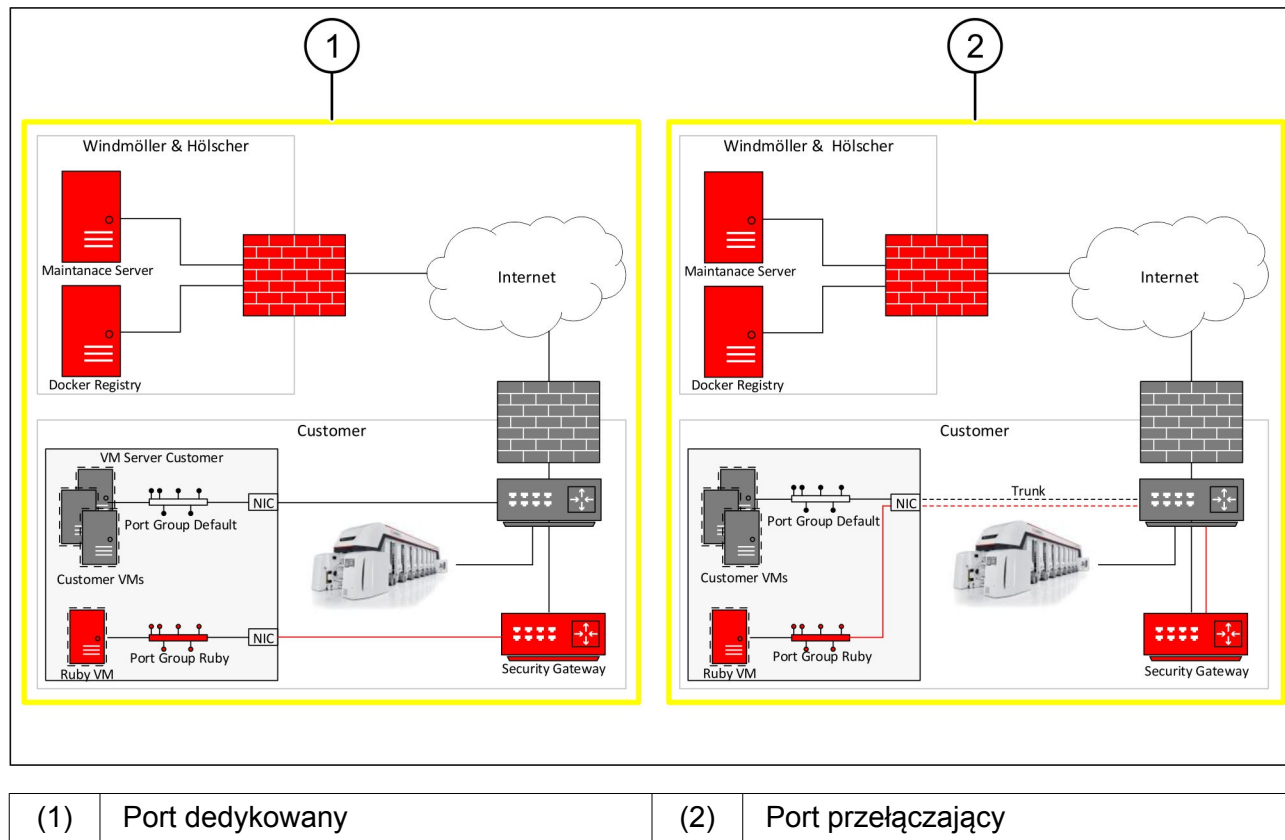 1
2
Windmöller & Hölscher
Maintanace Server
Docker Registry
Internet
Customer
VM Server Customer
Port Group Default
NIC
Customer VMs
Port Group Ruby
NIC
Ruby VM
Security Gateway
Windmöller & Hölscher
Maintanace Server
Docker Registry
Internet
Customer
Port Group Default
NIC
Trunk
Customer VMs
Port Group Ruby
Ruby VM
Security Gateway
(1) Port dedykowany (2) Port przełączający